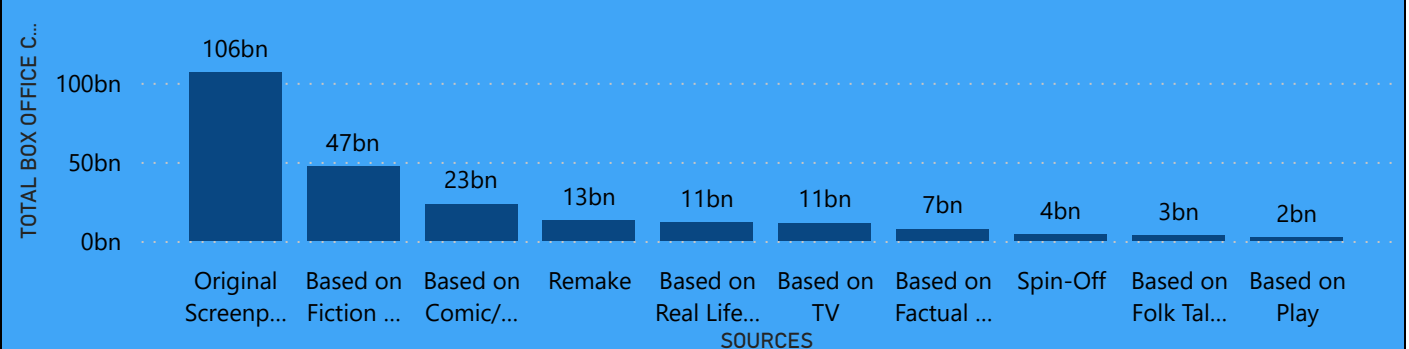 TOTAL BOX OFFICE C...
100bn
50bn
0bn
106bn
47bn
23bn
13bn
11bn
11bn
7bn
4bn
3bn
2bn
Original
Screenp...
Based on
Fiction ...
Based on
Comic/...
Remake
Based on
Real Life...
Based on
TV
Based on
Factual ...
Spin-Off
Based on
Folk Tal...
Based on
Play
SOURCES